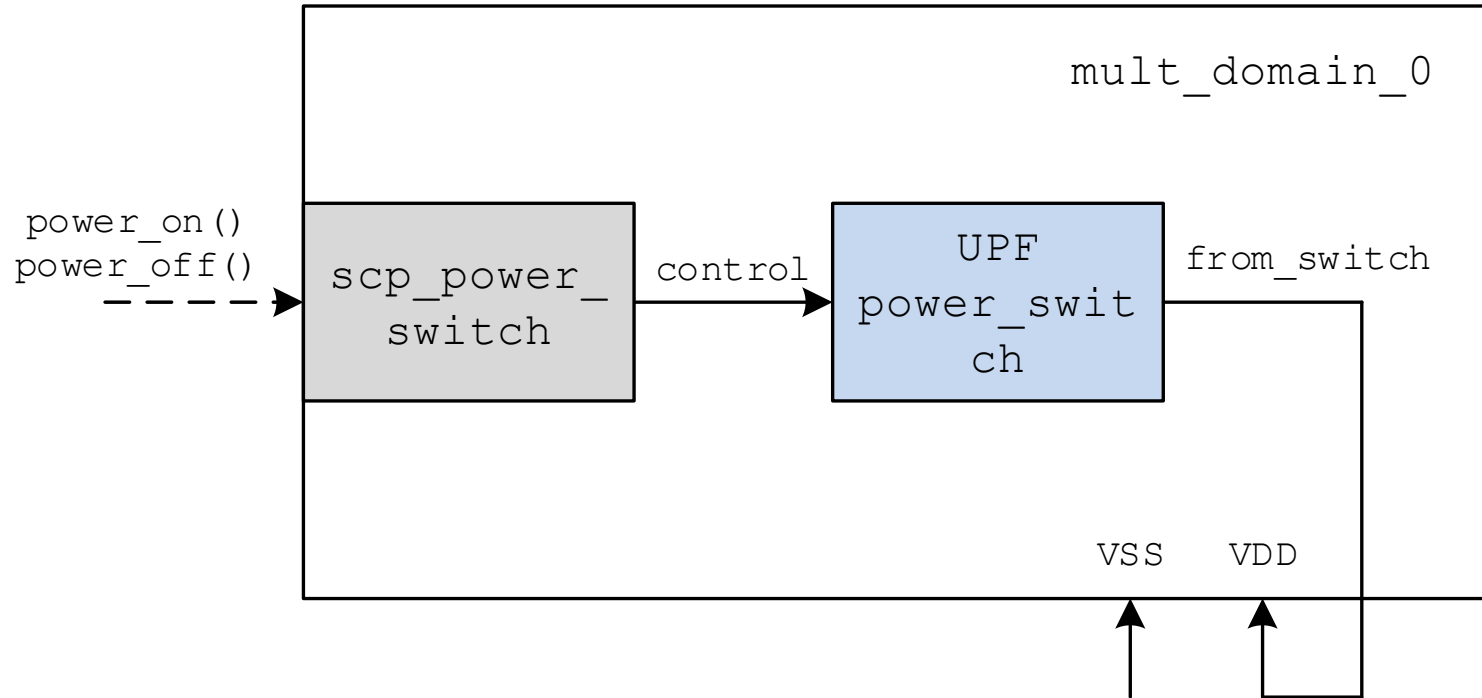 mult_domain_0
power_on()
power_off()
scp_power_
switch
control
UPF
power_swit
ch
from_switch
VSS
VDD